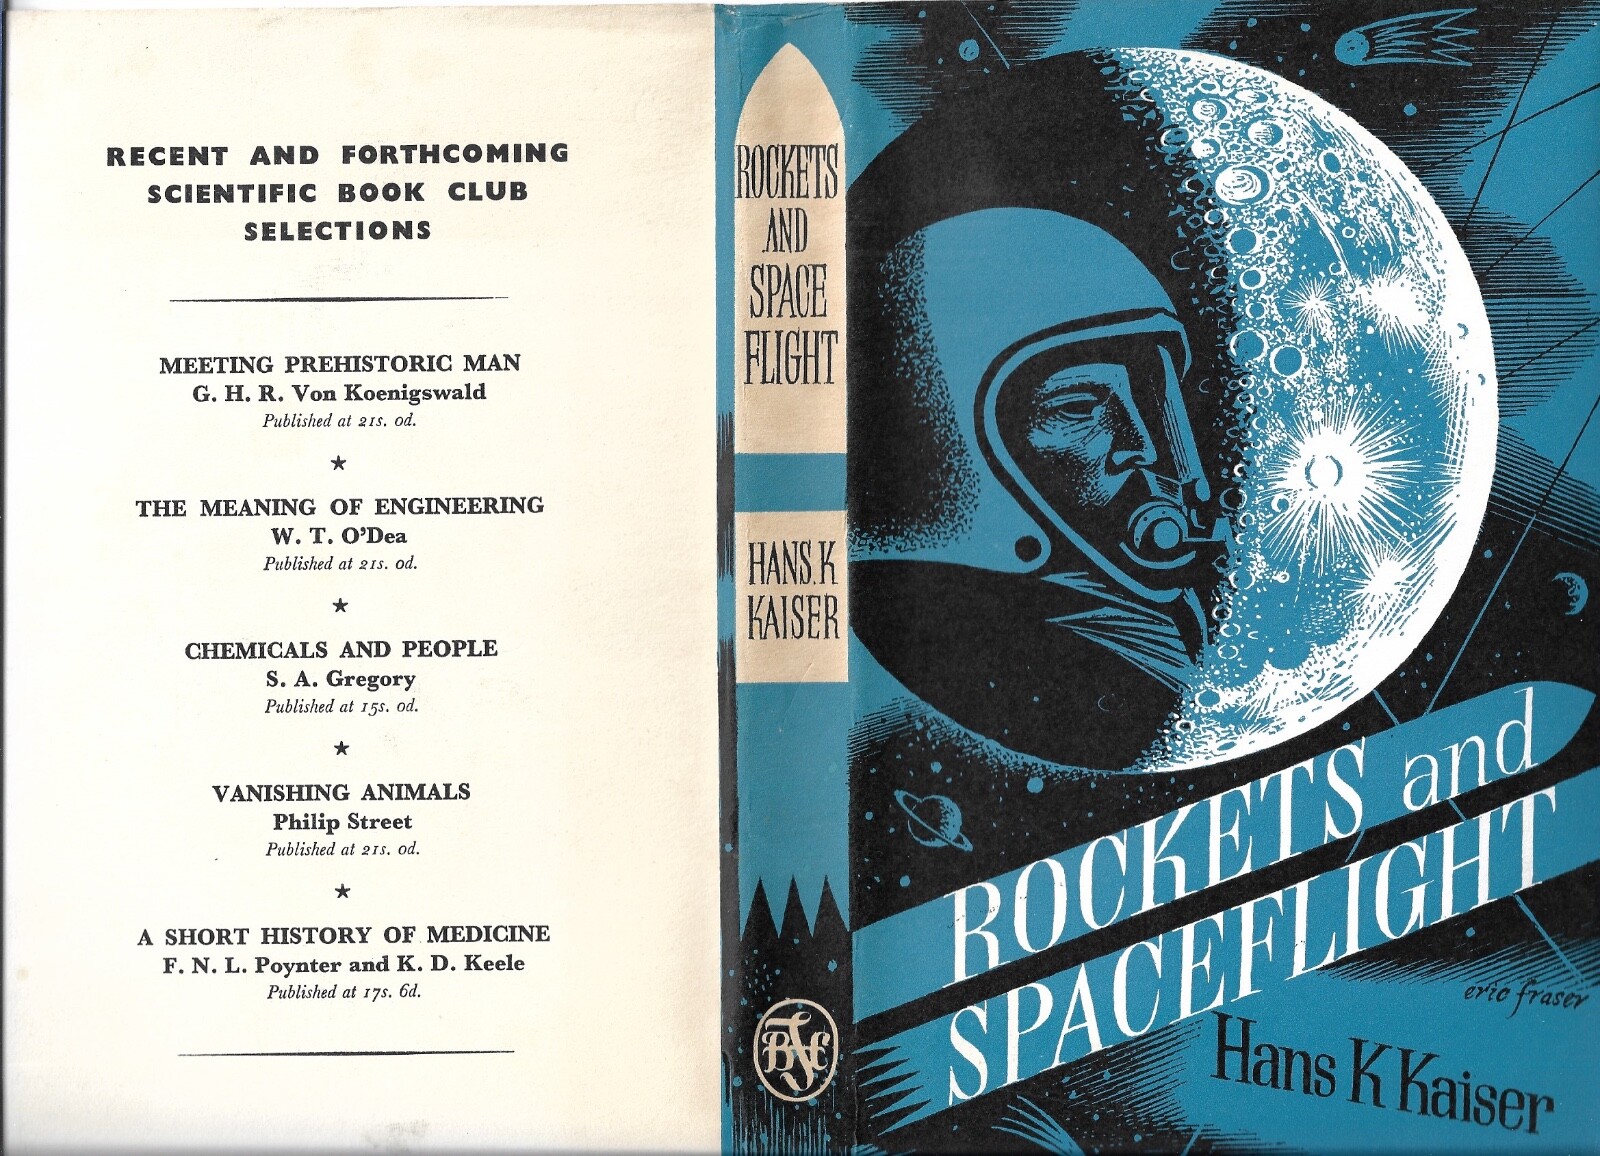 RECENT AND FORTHCOMING
SCIENTIFIC BOOK CLUB
SELECTIONS
MEETING PREHISTORIC MAN
G. H. R. Von Koenigswald
Published at 21s. od.
THE MEANING OF ENGINEERING
W. T. O'Dea
Published at 21s. od.
CHEMICALS AND PEOPLE
S. A. Gregory
Published at 15s. od.
VANISHING ANIMALS
Philip Street
Published at 21s. od.
A SHORT HISTORY OF MEDICINE
F. N. L. Poynter and K. D. Keele
Published at 17s. 6d.
ROCKETS
AND
SPACE
FLIGHT
HANS. K
KAISER
SBC
ROCKETS and
SPACEFLIGHT
eric fraser
Hans K Kaiser